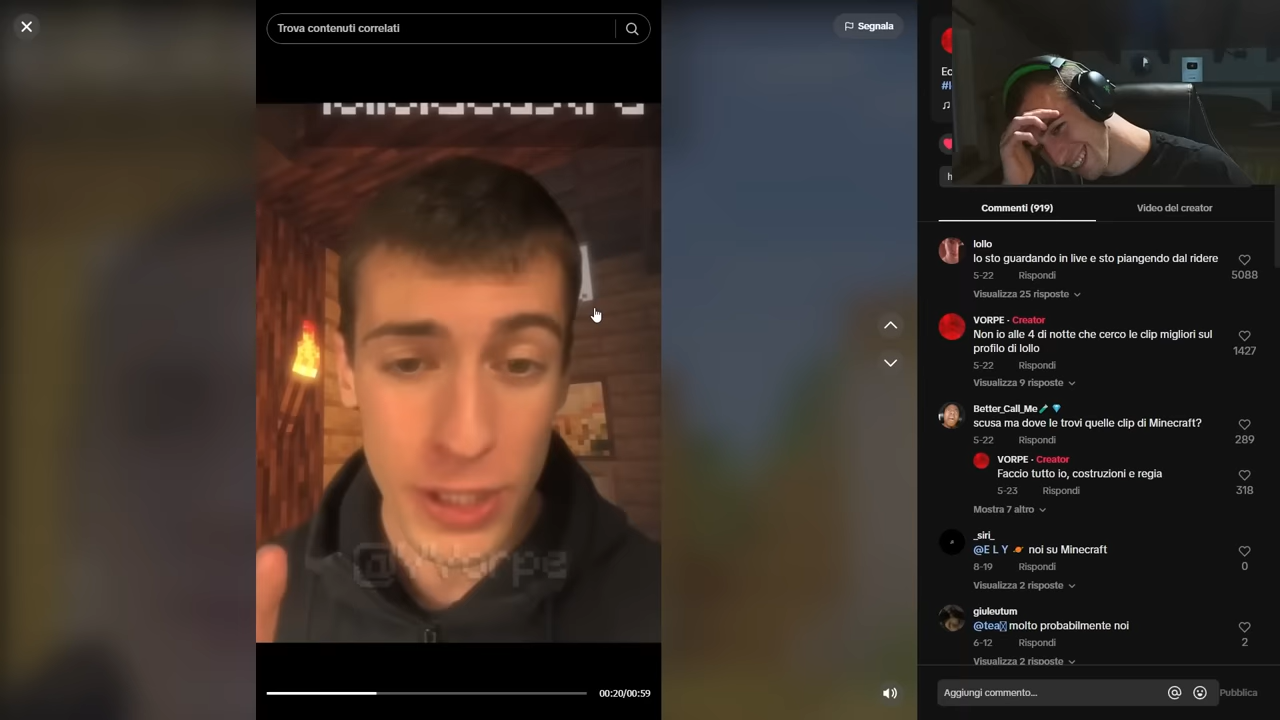 Trova contenuti correlati
Segnala
Ec
#l
h
Commenti (919)
Video del creator
lollo
Io sto guardando in live e sto piangendo dal ridere
5-22 Rispondi
5088
Visualizza 25 risposte
VORPE · Creator
Non io alle 4 di notte che cerco le clip migliori sul
profilo di lollo
1427
5-22 Rispondi
Visualizza 9 risposte
Better_Call_Me
scusa ma dove le trovi quelle clip di Minecraft?
5-22 Rispondi
289
VORPE · Creator
Faccio tutto io, costruzioni e regia
5-23 Rispondi
318
Mostra 7 altro
_siri_
@E L Y noi su Minecraft
8-19 Rispondi
0
Visualizza 2 risposte
giuleutum
@tea molto probabilmente noi
6-12 Rispondi
2
Visualizza 2 risposte
@VVorpe
00:20/00:59
Aggiungi commento...
Pubblica